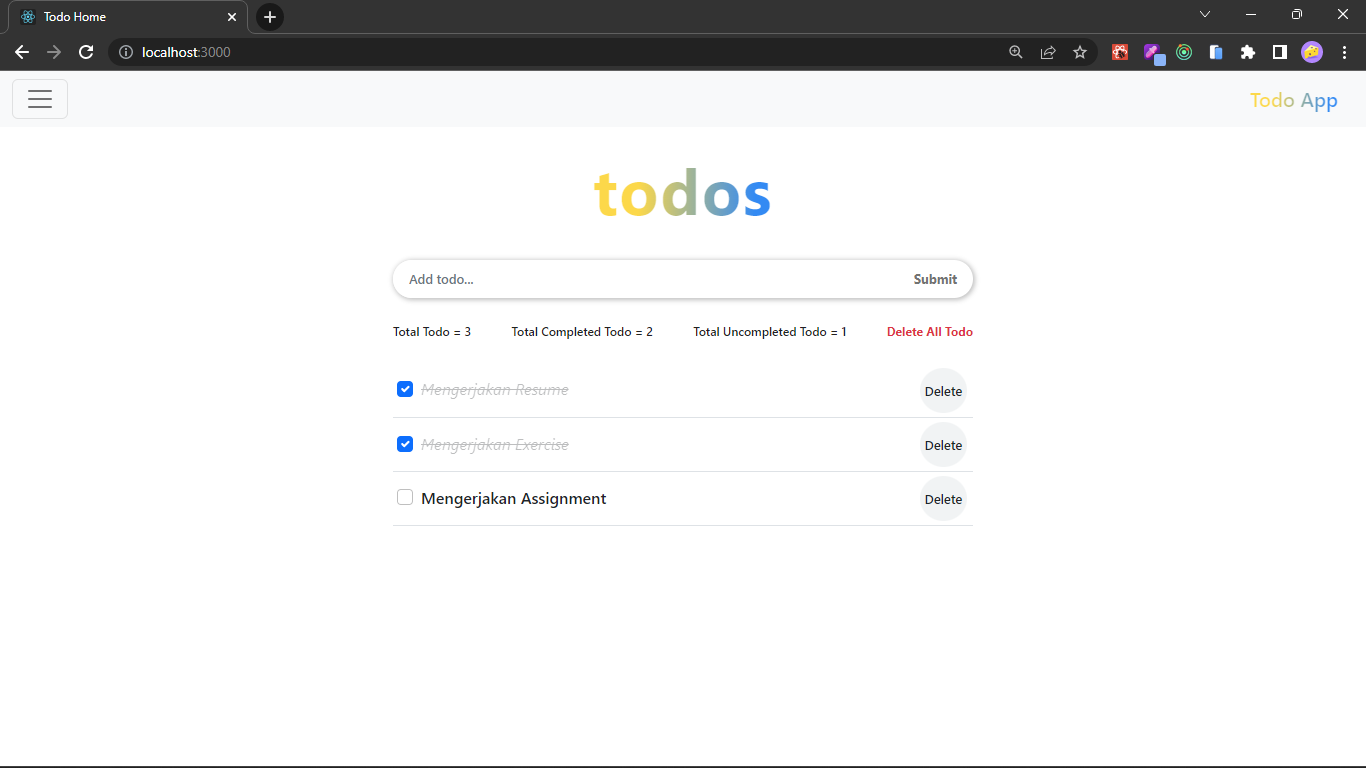 Todo Home
localhost:3000
Todo App
todos
Add todo... Submit
Total Todo = 3 Total Completed Todo = 2 Total Uncompleted Todo = 1 Delete All Todo
Mengerjakan Resume Delete
Mengerjakan Exercise Delete
Mengerjakan Assignment Delete